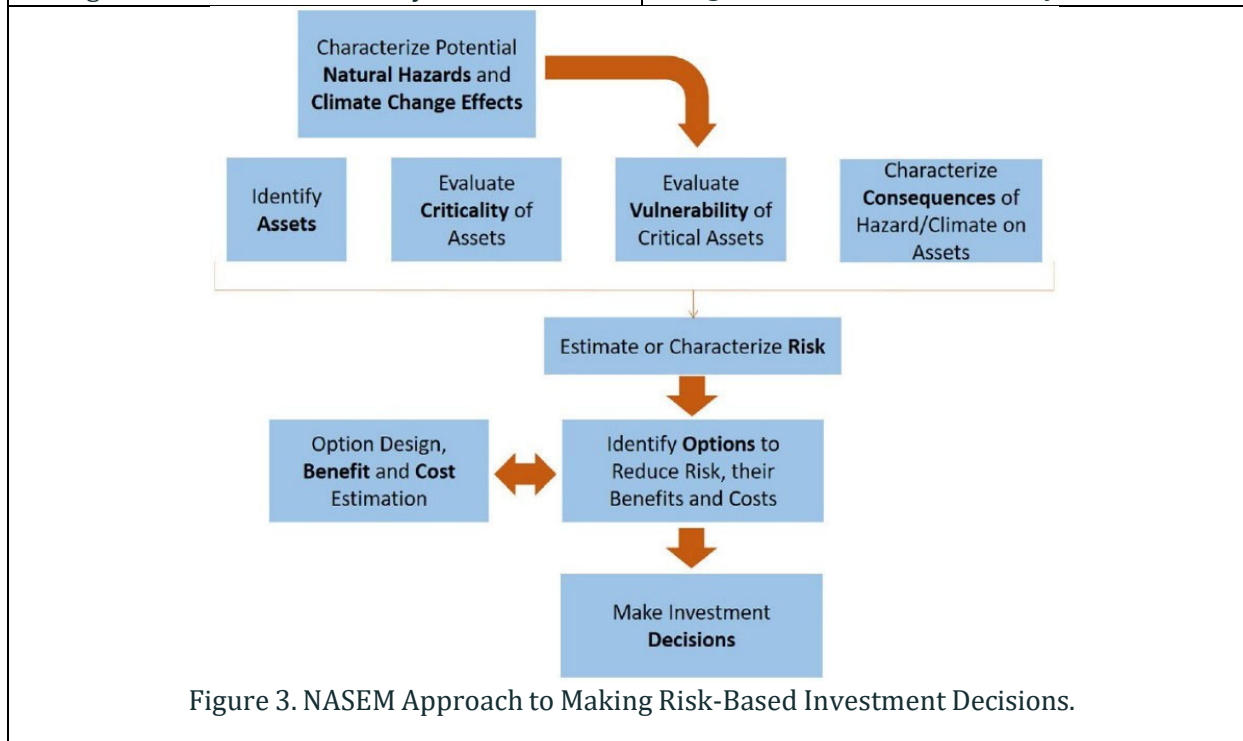 Characterize Potential
Natural Hazards and
Climate Change Effects
Identify
Assets
Evaluate
Criticality of
Assets
Evaluate
Vulnerability of
Critical Assets
Characterize
Consequences of
Hazard/Climate on
Assets
Estimate or Characterize Risk
Option Design,
Benefit and Cost
Estimation
Identify Options to
Reduce Risk, their
Benefits and Costs
Make Investment
Decisions
Figure 3. NASEM Approach to Making Risk-Based Investment Decisions.